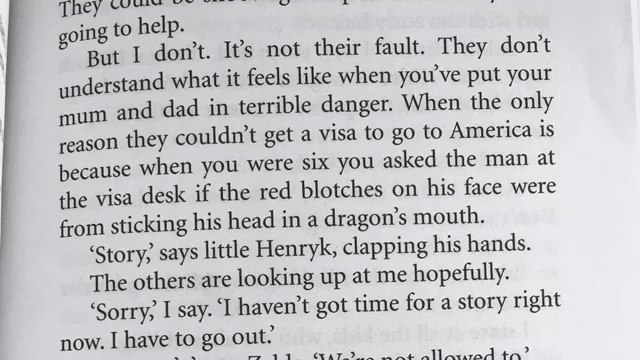 They could be
going to help.
But I don't. It's not their fault. They don't
understand what it feels like when you've put your
mum and dad in terrible danger. When the only
reason they couldn't get a visa to go to America is
because when you were six you asked the man at
the visa desk if the red blotches on his face were
from sticking his head in a dragon's mouth.
‘Story,’ says little Henryk, clapping his hands.
The others are looking up at me hopefully.
‘Sorry,’ I say. ‘I haven't got time for a story right
now. I have to go out.’
‘We're not allowed to,’